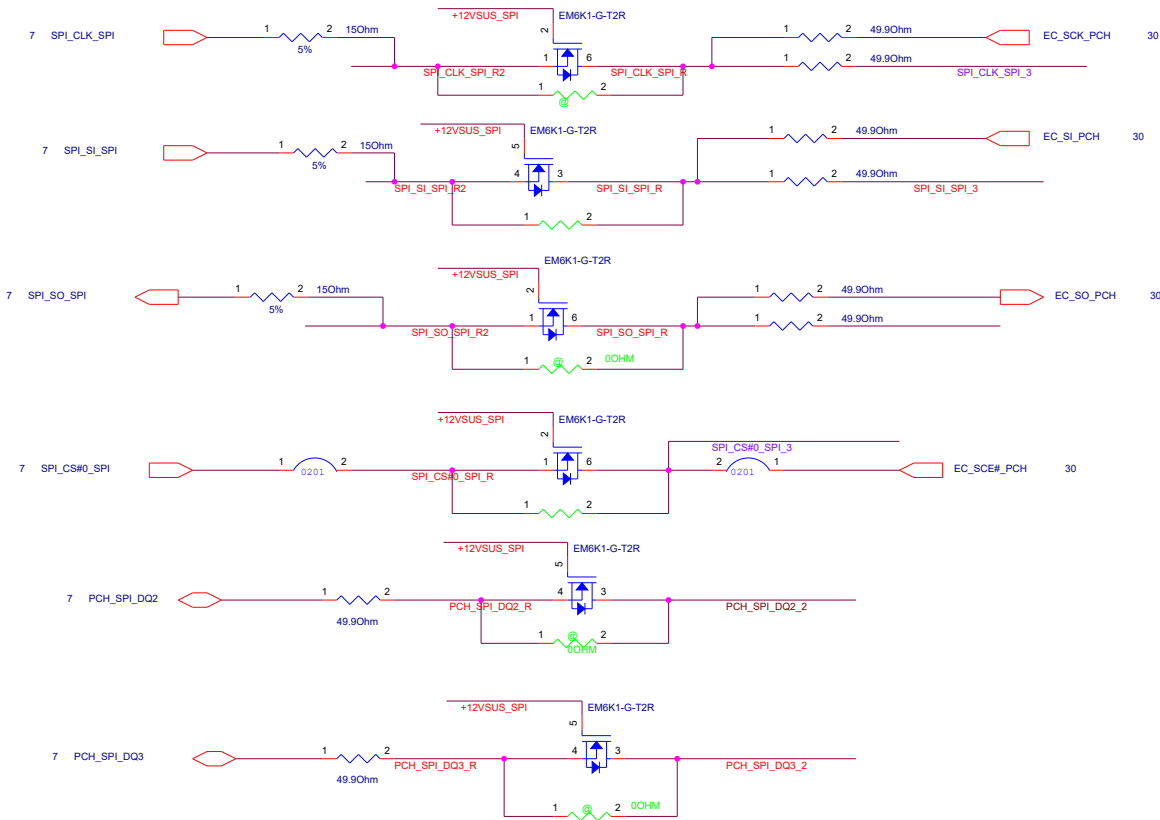 +12VSUS_SPI EM6K1-G-T2R
7 SPI_CLK_SPI 1 2 15Ohm 5% 2 1 2 49.9Ohm EC_SCK_PCH 30
SPI_CLK_SPI_R2 1 6 SPI_CLK_SPI_R 1 2 49.9Ohm SPI_CLK_SPI_3
1 @ 2
+12VSUS_SPI EM6K1-G-T2R
7 SPI_SI_SPI 1 2 15Ohm 5% 5 1 2 49.9Ohm EC_SI_PCH 30
SPI_SI_SPI_R2 4 3 SPI_SI_SPI_R 1 2 49.9Ohm SPI_SI_SPI_3
1 2
EM6K1-G-T2R
+12VSUS_SPI
7 SPI_SO_SPI 1 2 15Ohm 5% 2 1 2 49.9Ohm EC_SO_PCH 30
SPI_SO_SPI_R2 1 6 SPI_SO_SPI_R 1 2 49.9Ohm
1 @ 2 0OHM
+12VSUS_SPI EM6K1-G-T2R
2 SPI_CS#0_SPI_3
7 SPI_CS#0_SPI 1 0201 2 SPI_CS#0_SPI_R 1 6 2 0201 1 EC_SCE#_PCH 30
1 2
+12VSUS_SPI EM6K1-G-T2R
5
7 PCH_SPI_DQ2 1 2 49.9Ohm PCH_SPI_DQ2_R 4 3 PCH_SPI_DQ2_2
1 @ 2
0OHM
+12VSUS_SPI EM6K1-G-T2R
5
7 PCH_SPI_DQ3 1 2 49.9Ohm PCH_SPI_DQ3_R 4 3 PCH_SPI_DQ3_2
1 @ 2 0OHM